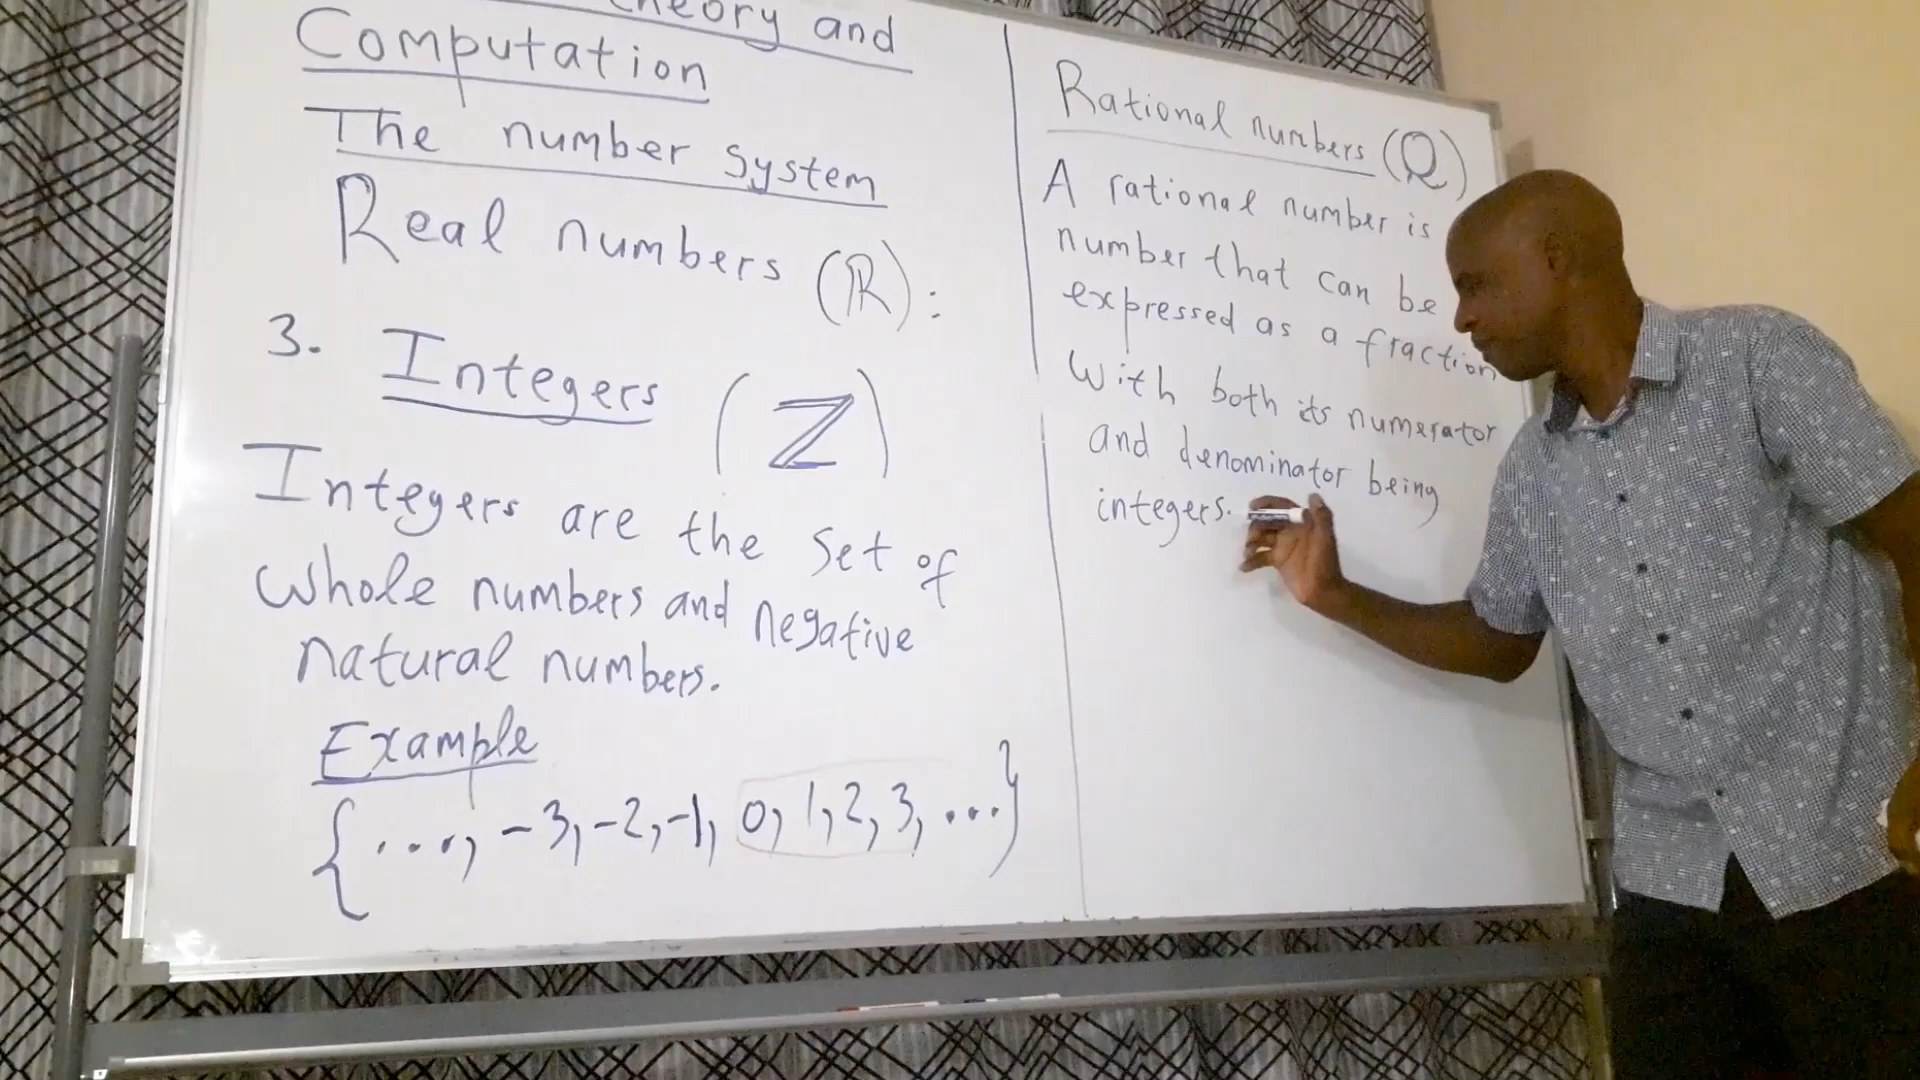 theory and
Computation
The number system
Real numbers (ℝ):
3. Integers (ℤ)
Integers are the set of
whole numbers and negative
natural numbers.
Example
{..., -3, -2, -1, 0, 1, 2, 3, ...}
Rational numbers (ℚ)
A rational number is
number that can be
expressed as a fraction
With both its numerator
and denominator being
integers.